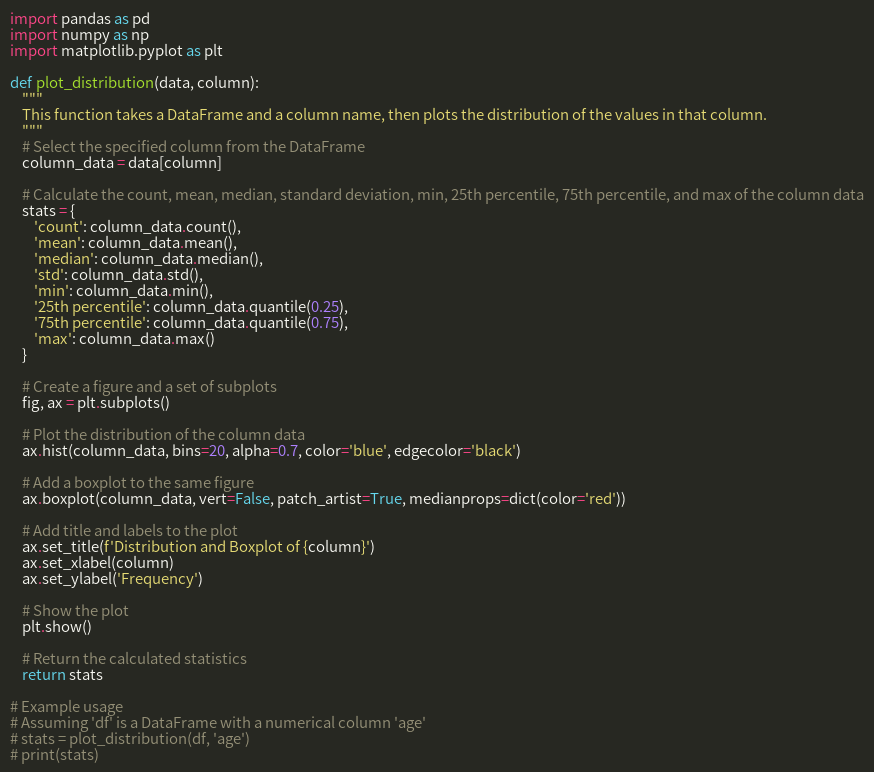 import pandas as pd
import numpy as np
import matplotlib.pyplot as plt
def plot_distribution(data, column):
"""
This function takes a DataFrame and a column name, then plots the distribution of the values in that column.
"""
# Select the specified column from the DataFrame
column_data = data[column]
# Calculate the count, mean, median, standard deviation, min, 25th percentile, 75th percentile, and max of the column data
stats = {
'count': column_data.count(),
'mean': column_data.mean(),
'median': column_data.median(),
'std': column_data.std(),
'min': column_data.min(),
'25th percentile': column_data.quantile(0.25),
'75th percentile': column_data.quantile(0.75),
'max': column_data.max()
}
# Create a figure and a set of subplots
fig, ax = plt.subplots()
# Plot the distribution of the column data
ax.hist(column_data, bins=20, alpha=0.7, color='blue', edgecolor='black')
# Add a boxplot to the same figure
ax.boxplot(column_data, vert=False, patch_artist=True, medianprops=dict(color='red'))
# Add title and labels to the plot
ax.set_title(f'Distribution and Boxplot of {column}')
ax.set_xlabel(column)
ax.set_ylabel('Frequency')
# Show the plot
plt.show()
# Return the calculated statistics
return stats
# Example usage
# Assuming 'df' is a DataFrame with a numerical column 'age'
# stats = plot_distribution(df, 'age')
# print(stats)